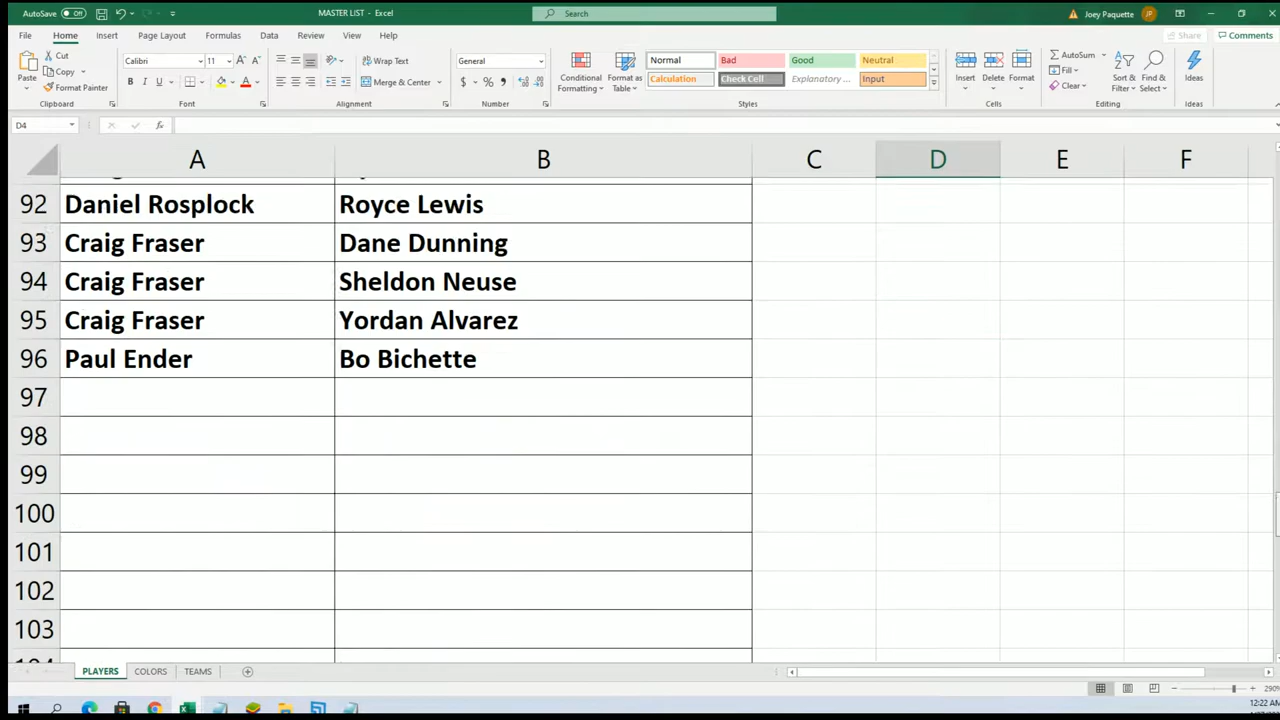 AutoSave Off MASTER LIST - Excel Search Joey Paquette JP
File Home Insert Page Layout Formulas Data Review View Help Share Comments
Paste Cut Copy Format Painter Clipboard
Calibri 11 A A B I U A Font
Wrap Text Merge & Center Alignment
General $ % Number
Conditional Formatting Format as Table
Normal Bad Good Neutral
Calculation Check Cell Explanatory ... Input
Styles
Insert Delete Format Cells
AutoSum Fill Clear Sort & Filter Find & Select Editing
Ideas Ideas
D4 fx
A B C D E F
92 Daniel Rosplock Royce Lewis
93 Craig Fraser Dane Dunning
94 Craig Fraser Sheldon Neuse
95 Craig Fraser Yordan Alvarez
96 Paul Ender Bo Bichette
97
98
99
100
101
102
103
PLAYERS COLORS TEAMS
290%
12:22 AM